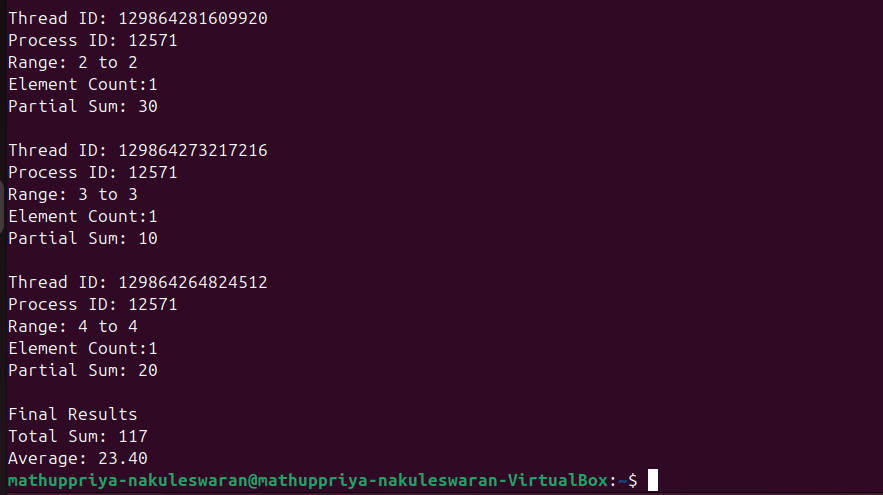 Thread ID: 129864281609920
Process ID: 12571
Range: 2 to 2
Element Count:1
Partial Sum: 30
Thread ID: 129864273217216
Process ID: 12571
Range: 3 to 3
Element Count:1
Partial Sum: 10
Thread ID: 129864264824512
Process ID: 12571
Range: 4 to 4
Element Count:1
Partial Sum: 20
Final Results
Total Sum: 117
Average: 23.40
mathuppriya-nakuleswaran@mathuppriya-nakuleswaran-VirtualBox:~$